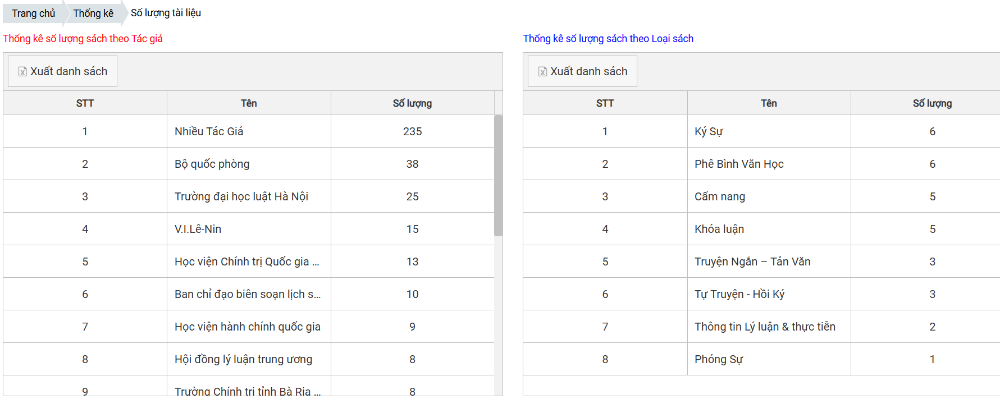 Trang chủ Thống kê Số lượng tài liệu
Thống kê số lượng sách theo Tác giả
Xuất danh sách
STT Tên Số lượng
1 Nhiều Tác Giả 235
2 Bộ quốc phòng 38
3 Trường đại học luật Hà Nội 25
4 V.I.Lê-Nin 15
5 Học viện Chính trị Quốc gia ... 13
6 Ban chỉ đạo biên soạn lịch s... 10
7 Học viện hành chính quốc gia 9
8 Hội đồng lý luận trung ương 8
9 Trường Chính trị tỉnh Bà Rịa ... 8
Thống kê số lượng sách theo Loại sách
Xuất danh sách
STT Tên Số lượng
1 Ký Sự 6
2 Phê Bình Văn Học 6
3 Cẩm nang 5
4 Khóa luận 5
5 Truyện Ngắn – Tản Văn 3
6 Tự Truyện - Hồi Ký 3
7 Thông tin Lý luận & thực tiễn 2
8 Phóng Sự 1